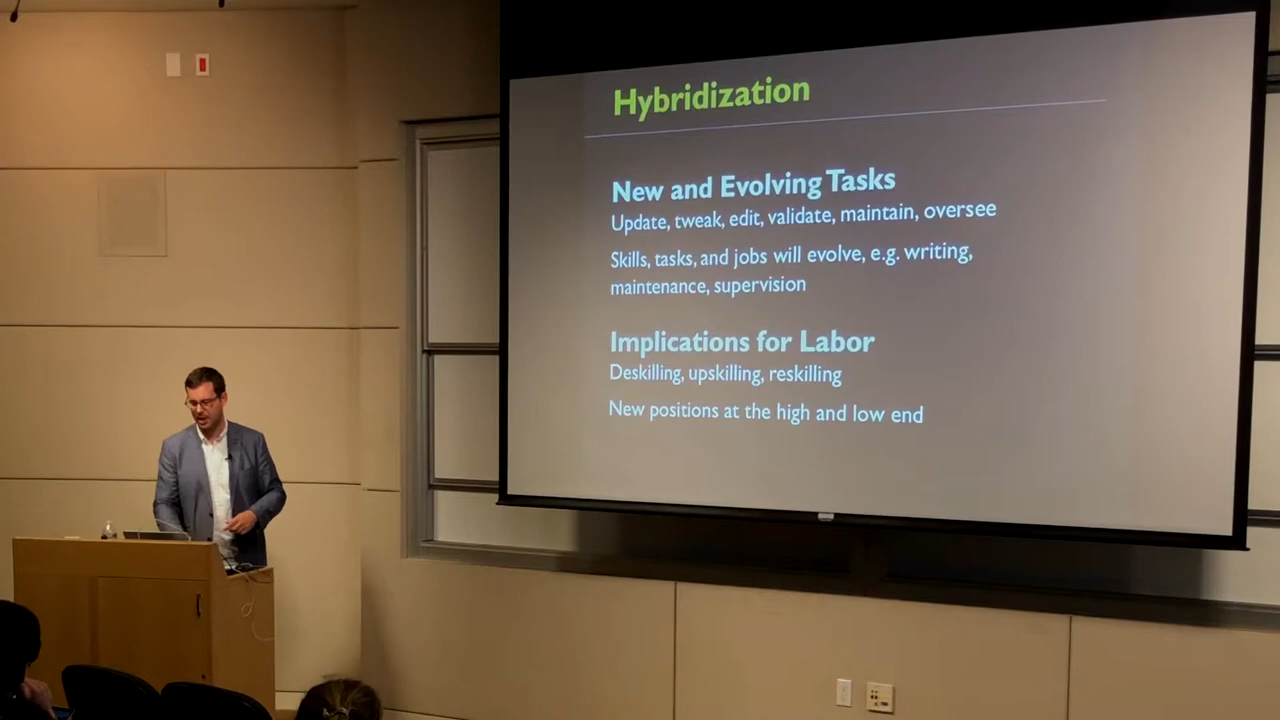 Hybridization
New and Evolving Tasks
Update, tweak, edit, validate, maintain, oversee
Skills, tasks, and jobs will evolve, e.g. writing,
maintenance, supervision
Implications for Labor
Deskilling, upskilling, reskilling
New positions at the high and low end